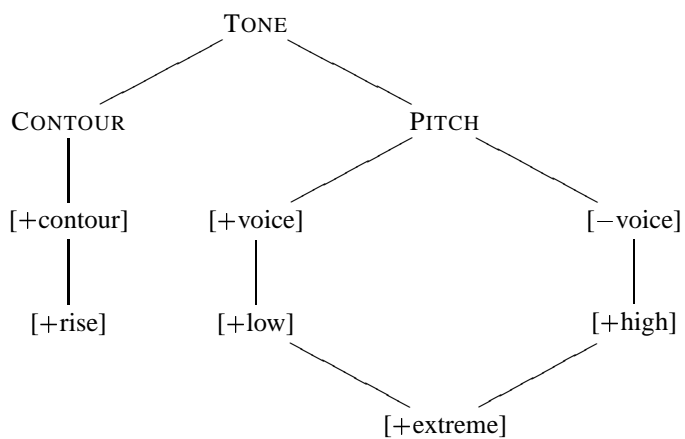 TONE
CONTOUR PITCH
[+contour] [+voice] [−voice]
[+rise] [+low] [+high]
[+extreme]